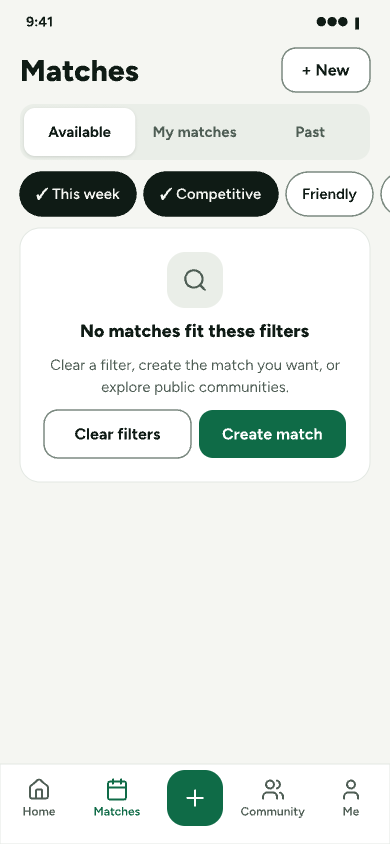 9:41
Matches
+ New
Available
My matches
Past
✓ This week
✓ Competitive
Friendly
No matches fit these filters
Clear a filter, create the match you want, or
explore public communities.
Clear filters
Create match
Home
Matches
Community
Me